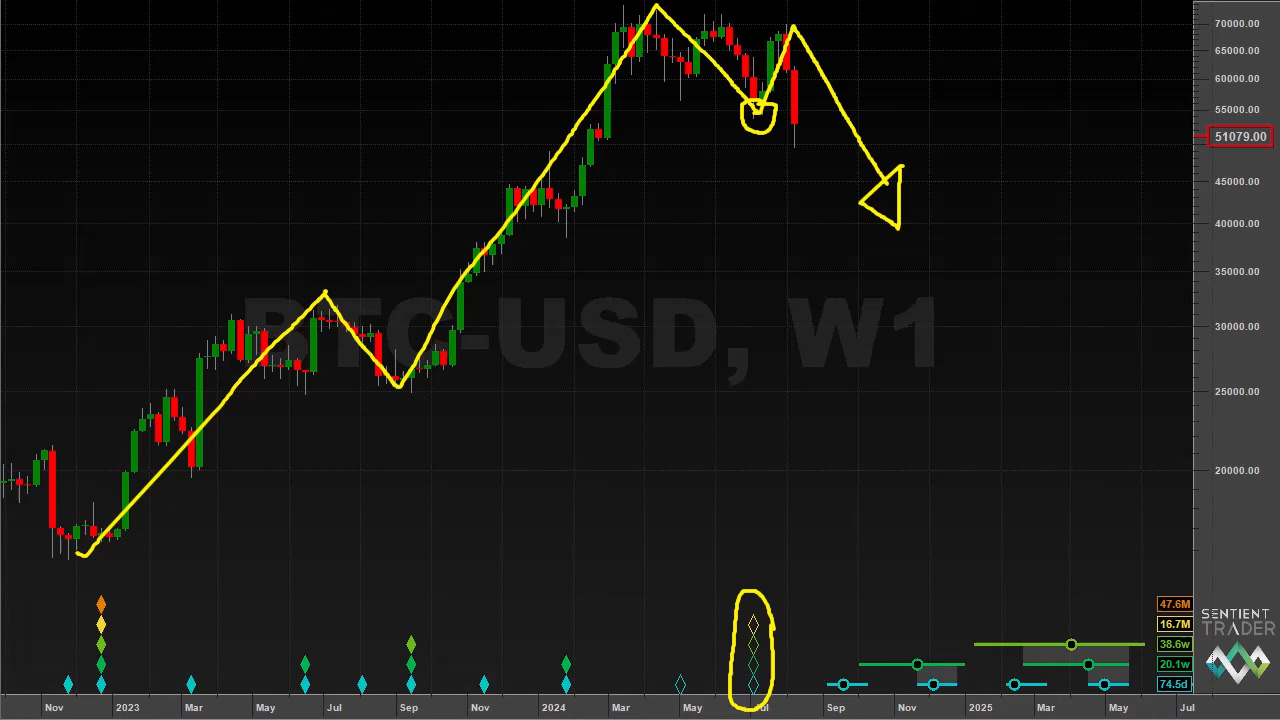 70000.00
65000.00
60000.00
55000.00
51079.00
45000.00
40000.00
35000.00
BTC-USD, W1
30000.00
25000.00
20000.00
47.6M
16.7M
38.6w
20.1w
74.5d
SENTIENT
TRADER
Nov 2023 Mar May Jul Sep Nov 2024 Mar May Jul Sep Nov 2025 Mar May Jul